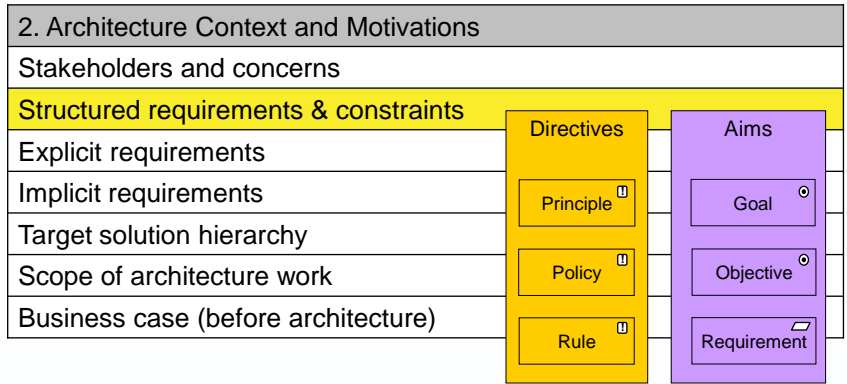 2. Architecture Context and Motivations
Stakeholders and concerns
Structured requirements & constraints
Explicit requirements
Implicit requirements
Target solution hierarchy
Scope of architecture work
Business case (before architecture)
Directives
Principle
Policy
Rule
Aims
Goal
Objective
Requirement